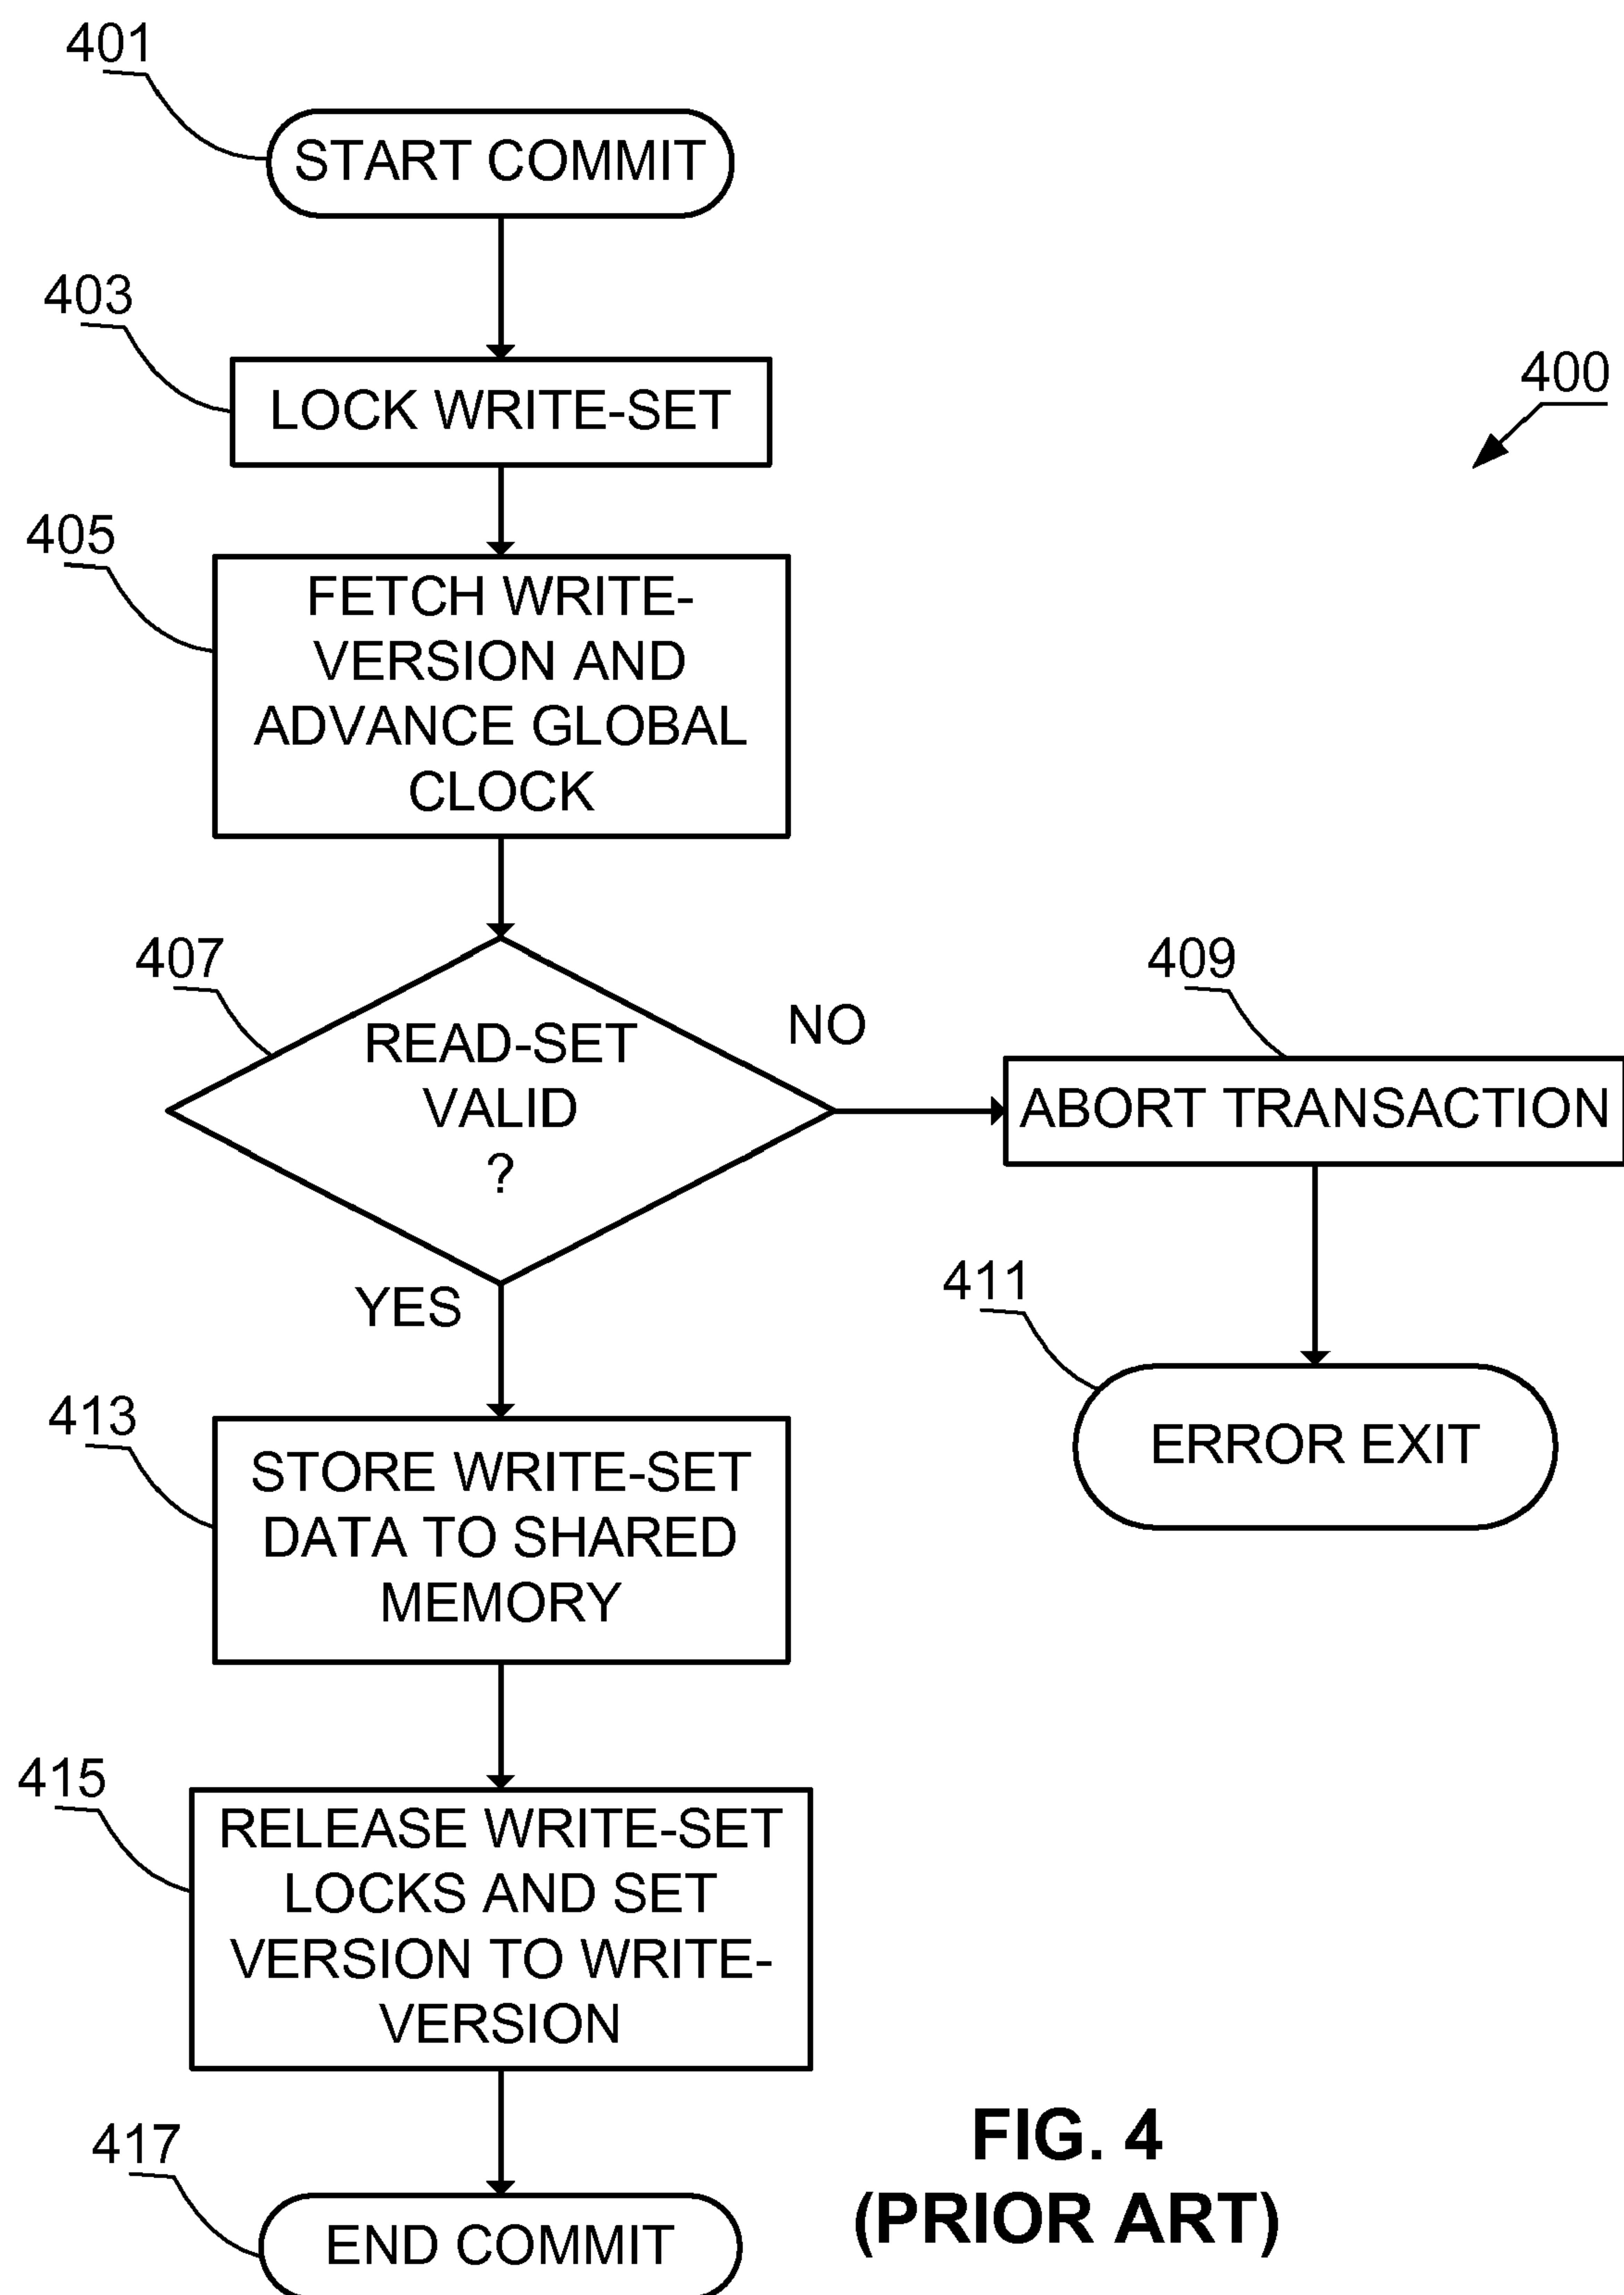 401
START COMMIT
403
LOCK WRITE-SET
400
405
FETCH WRITE-
VERSION AND
ADVANCE GLOBAL
CLOCK
407
READ-SET
VALID
?
NO
409
ABORT TRANSACTION
YES
411
ERROR EXIT
413
STORE WRITE-SET
DATA TO SHARED
MEMORY
415
RELEASE WRITE-SET
LOCKS AND SET
VERSION TO WRITE-
VERSION
417
END COMMIT
FIG. 4
(PRIOR ART)